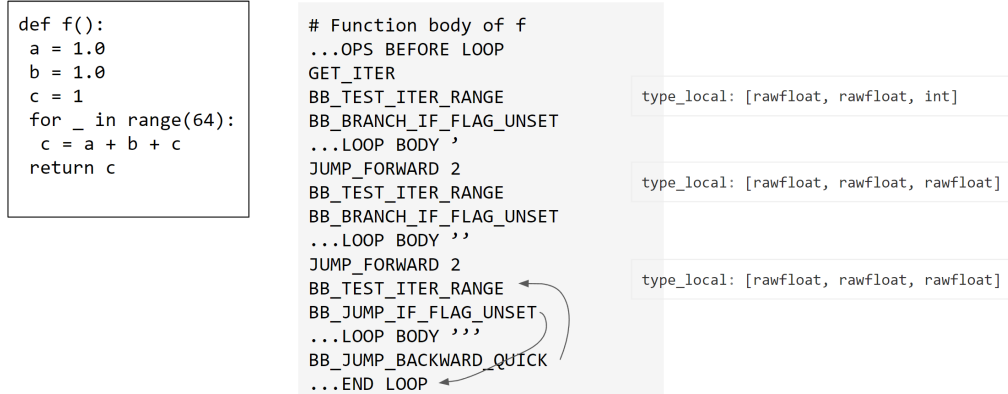 def f():
 a = 1.0
 b = 1.0
 c = 1
 for _ in range(64):
  c = a + b + c
 return c
# Function body of f
...OPS BEFORE LOOP
GET_ITER
BB_TEST_ITER_RANGE
BB_BRANCH_IF_FLAG_UNSET
...LOOP BODY ’
JUMP_FORWARD 2
BB_TEST_ITER_RANGE
BB_BRANCH_IF_FLAG_UNSET
...LOOP BODY ’’
JUMP_FORWARD 2
BB_TEST_ITER_RANGE
BB_JUMP_IF_FLAG_UNSET
...LOOP BODY ’’’
BB_JUMP_BACKWARD_QUICK
...END LOOP
type_local: [rawfloat, rawfloat, int]
type_local: [rawfloat, rawfloat, rawfloat]
type_local: [rawfloat, rawfloat, rawfloat]